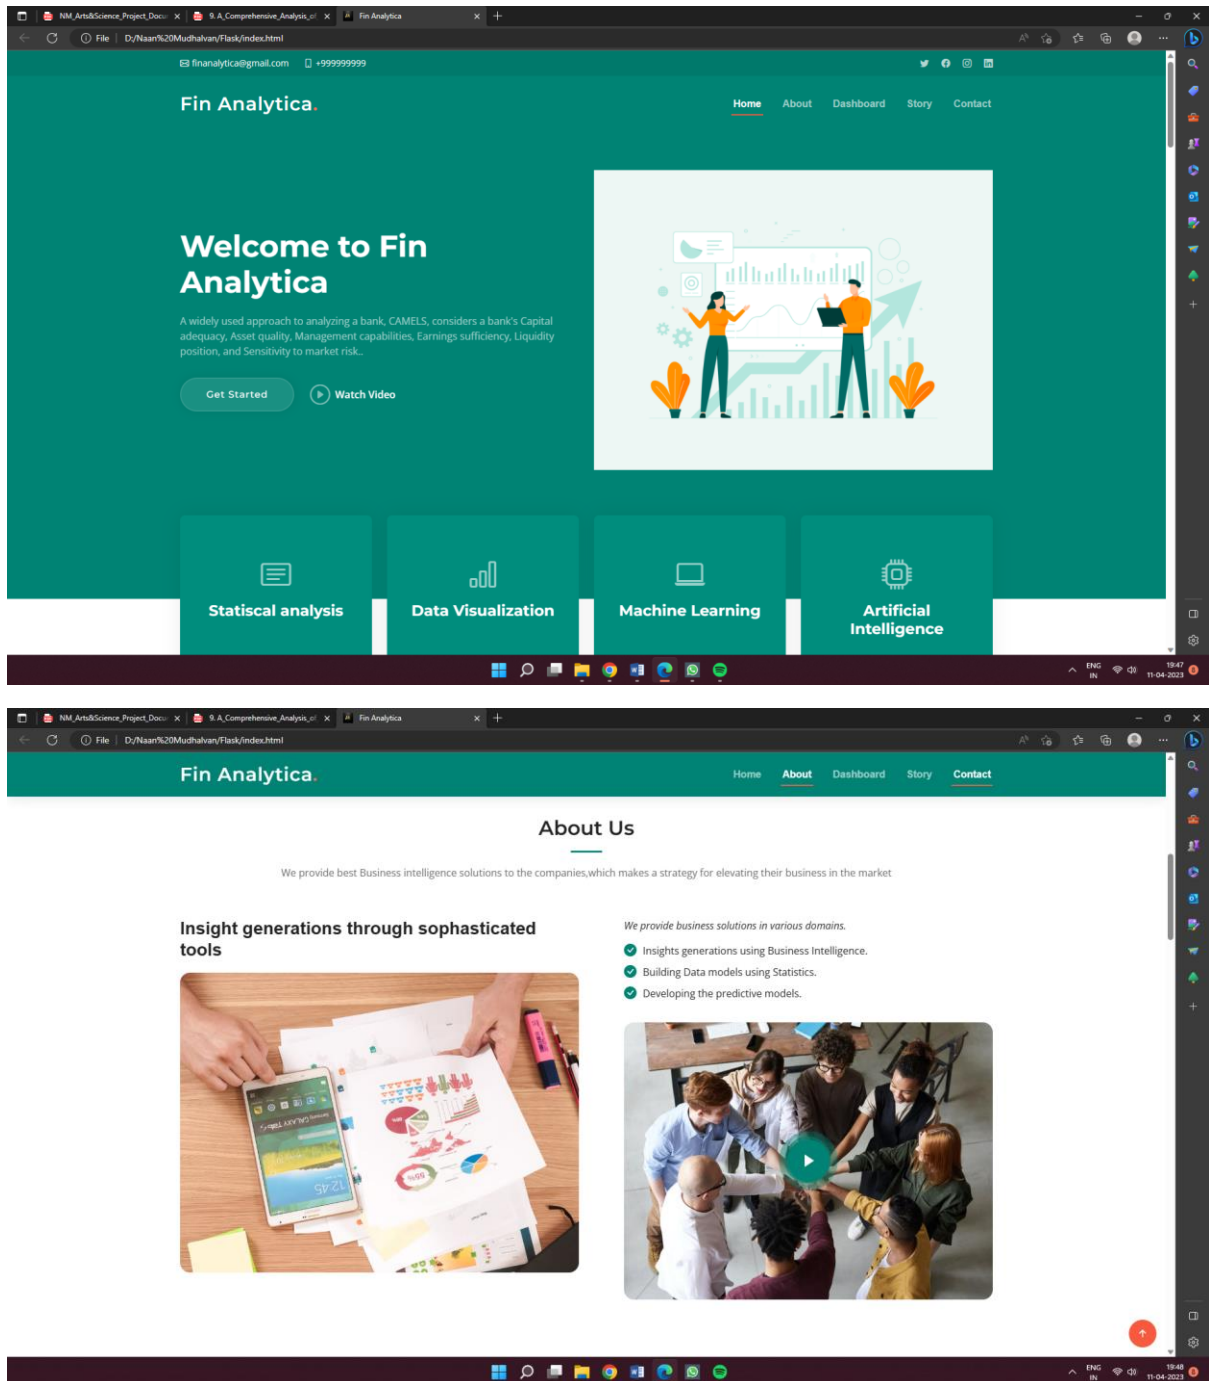 NM_Arts&Science_Project_Docu
9. A_Comprehensive_Analysis_of
Fin Analytica
File
D:/Naan%20Mudhalvan/Flask/index.html
finanalytica@gmail.com
+999999999
Fin Analytica.
Home
About
Dashboard
Story
Contact
Welcome to Fin
Analytica
A widely used approach to analyzing a bank, CAMELS, considers a bank's Capital
adequacy, Asset quality, Management capabilities, Earnings sufficiency, Liquidity
position, and Sensitivity to market risk..
Get Started
Watch Video
Statiscal analysis
Data Visualization
Machine Learning
Artificial
Intelligence
ENG
IN
19:47
11-04-2023
NM_Arts&Science_Project_Docu
9. A_Comprehensive_Analysis_of
Fin Analytica
File
D:/Naan%20Mudhalvan/Flask/index.html
Fin Analytica.
Home
About
Dashboard
Story
Contact
About Us
We provide best Business intelligence solutions to the companies,which makes a strategy for elevating their business in the market
Insight generations through sophasticated
tools
We provide business solutions in various domains.
Insights generations using Business Intelligence.
Building Data models using Statistics.
Developing the predictive models.
Samsung GALAXY Tab S
12:45
55%
ENG
IN
19:48
11-04-2023